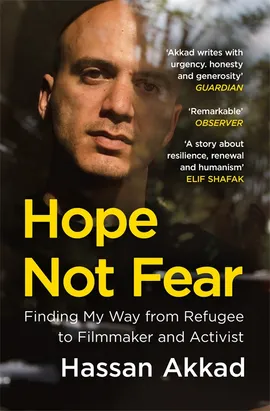 'Akkad writes with
urgency. honesty
and generosity'
GUARDIAN
'Remarkable'
OBSERVER
'A story about
resilience, renewal
and humanism'
ELIF SHAFAK
Hope
Not Fear
Finding My Way from Refugee
to Filmmaker and Activist
Hassan Akkad